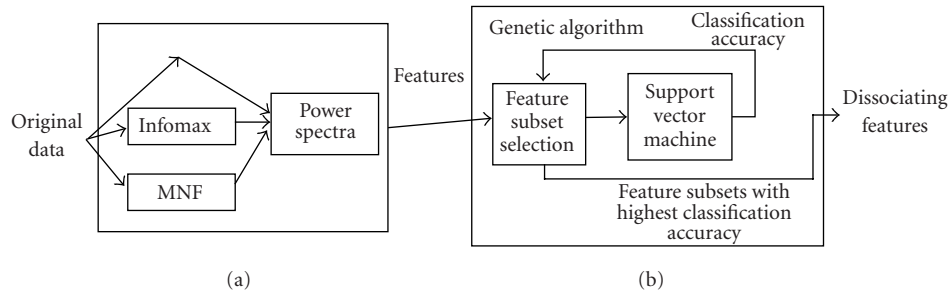 Original
data
Infomax
MNF
Power
spectra
Features
(a)
Genetic algorithm
Classification
accuracy
Feature
subset
selection
Support
vector
machine
Feature subsets with
highest classification
accuracy
Dissociating
features
(b)